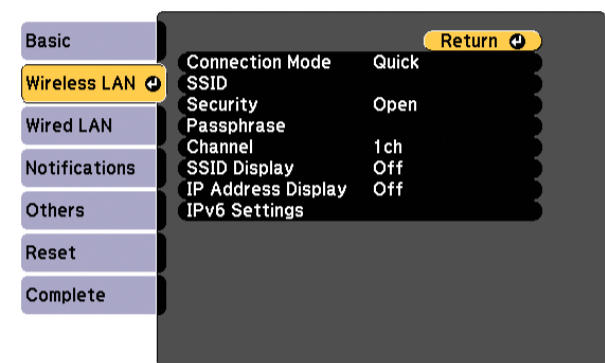 Basic
Wireless LAN
Wired LAN
Notifications
Others
Reset
Complete
Return
Connection Mode Quick
SSID
Security Open
Passphrase
Channel 1ch
SSID Display Off
IP Address Display Off
IPv6 Settings